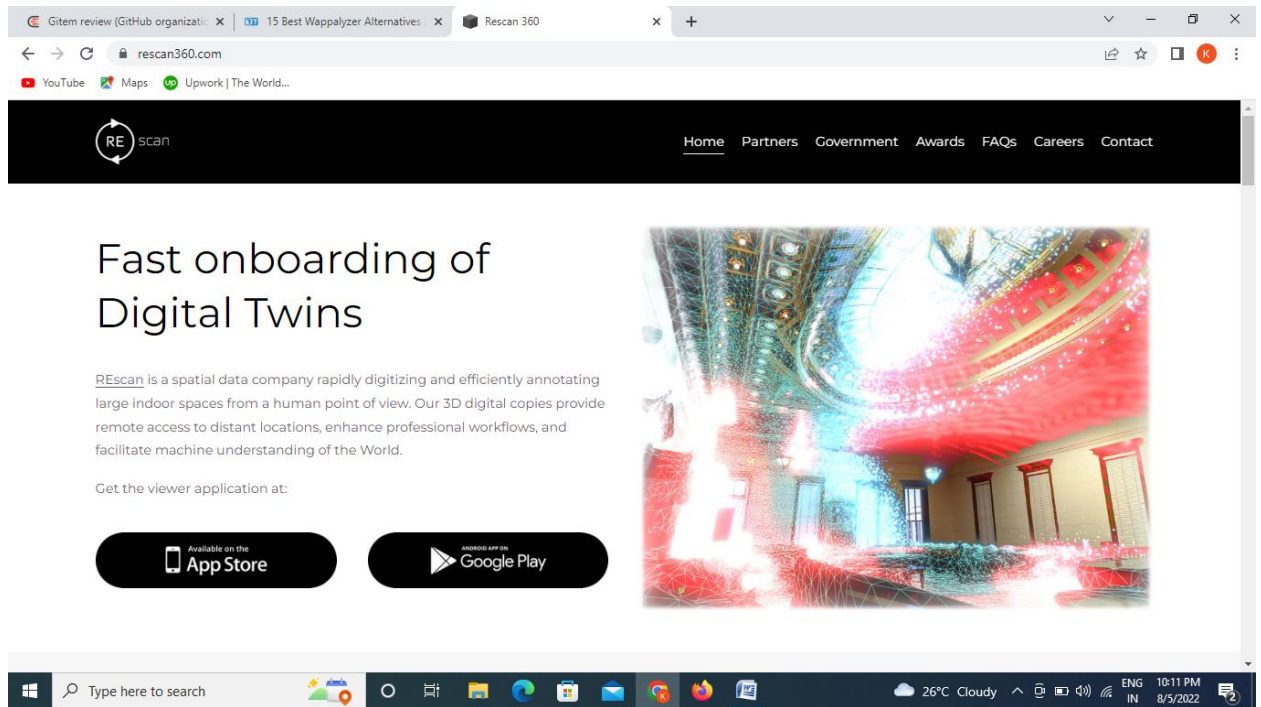 Gitem review (GitHub organizatio
15 Best Wappalyzer Alternatives
Rescan 360
rescan360.com
K
YouTube
Maps
up
Upwork | The World...
RE scan
Home
Partners
Government
Awards
FAQs
Careers
Contact
Fast onboarding of
Digital Twins
REscan is a spatial data company rapidly digitizing and efficiently annotating
large indoor spaces from a human point of view. Our 3D digital copies provide
remote access to distant locations, enhance professional workflows, and
facilitate machine understanding of the World.
Get the viewer application at:
Available on the
App Store
ANDROID APP ON
Google Play
Type here to search
26°C Cloudy
ENG
IN
10:11 PM
8/5/2022
2